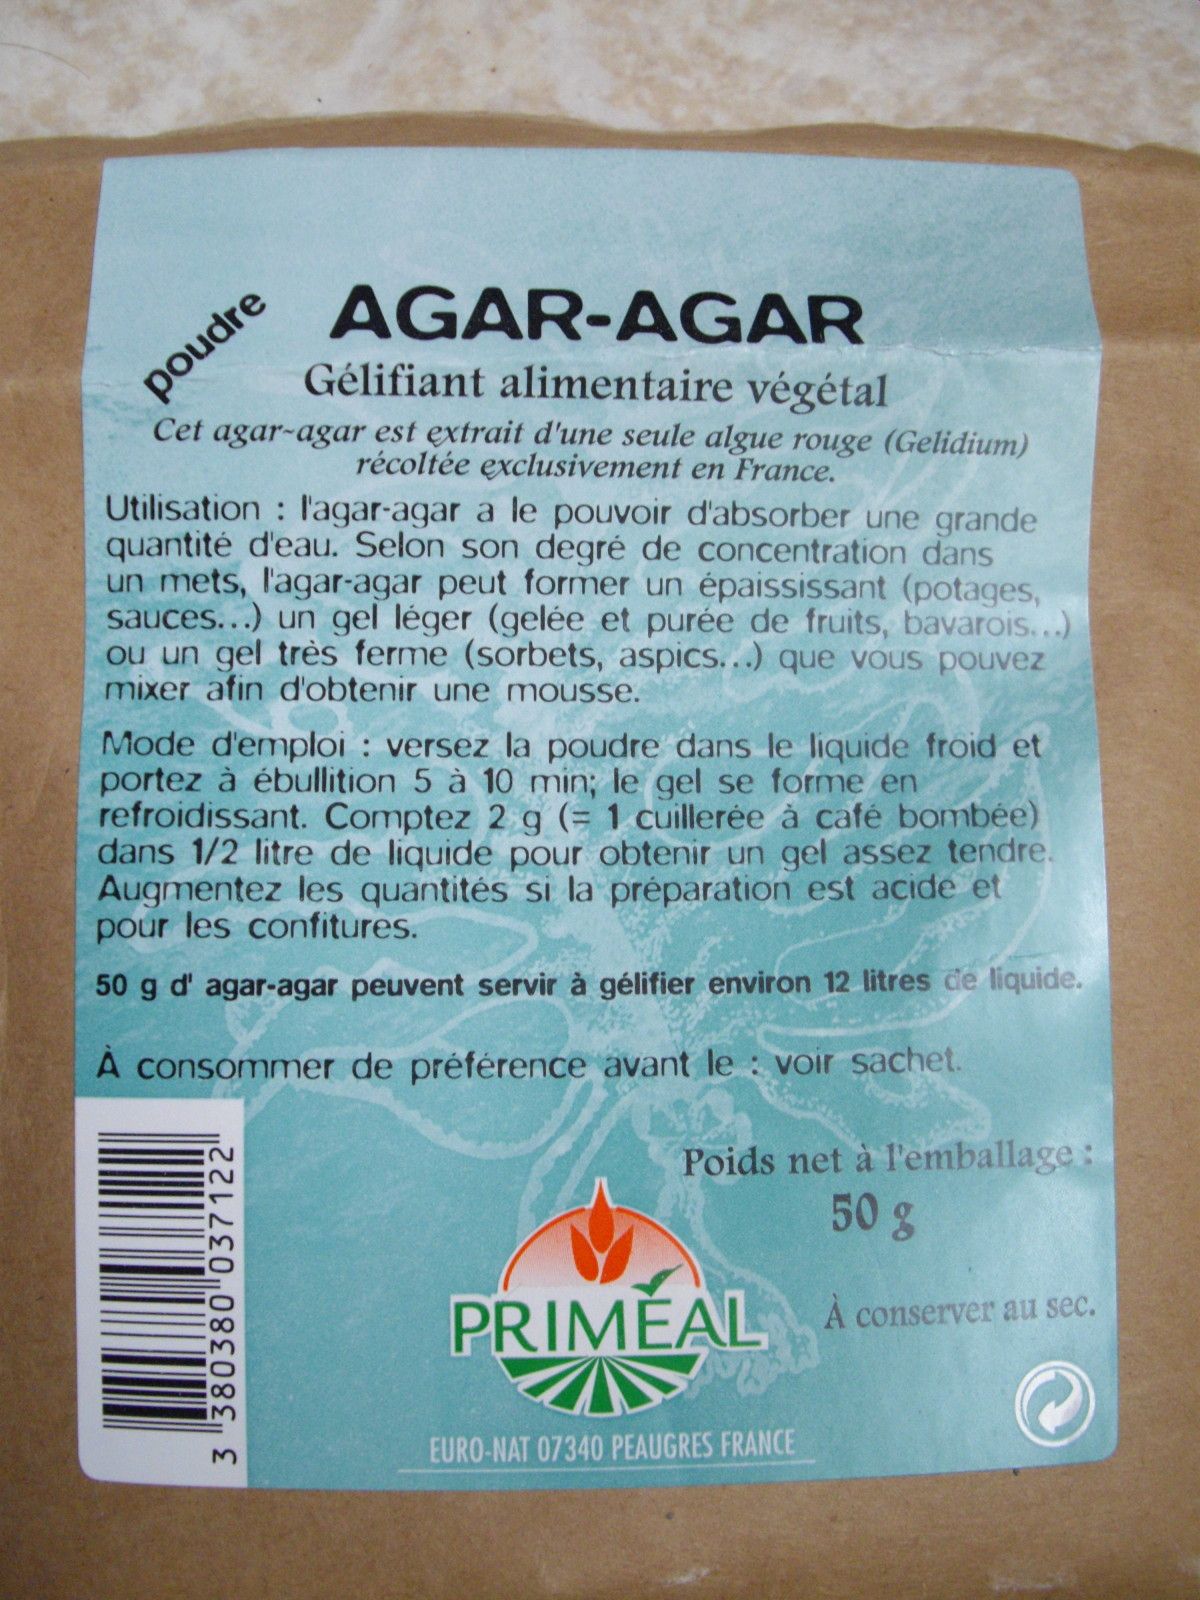 poudre
AGAR-AGAR
Gélifiant alimentaire végétal
Cet agar-agar est extrait d'une seule algue rouge (Gelidium)
récoltée exclusivement en France.
Utilisation : l'agar-agar a le pouvoir d'absorber une grande
quantité d'eau. Selon son degré de concentration dans
un mets, l'agar-agar peut former un épaississant (potages,
sauces...) un gel léger (gelée et purée de fruits, bavarois...)
ou un gel très ferme (sorbets, aspics...) que vous pouvez
mixer afin d'obtenir une mousse.
Mode d'emploi : versez la poudre dans le liquide froid et
portez à ébullition 5 à 10 min; le gel se forme en
refroidissant. Comptez 2 g (= 1 cuillerée à café bombée)
dans 1/2 litre de liquide pour obtenir un gel assez tendre.
Augmentez les quantités si la préparation est acide et
pour les confitures.
50 g d' agar-agar peuvent servir à gélifier environ 12 litres de liquide.
À consommer de préférence avant le : voir sachet.
Poids net à l'emballage :
50 g
À conserver au sec.
PRIMÉAL
EURO-NAT 07340 PEAUGRES FRANCE
3 380380 037122